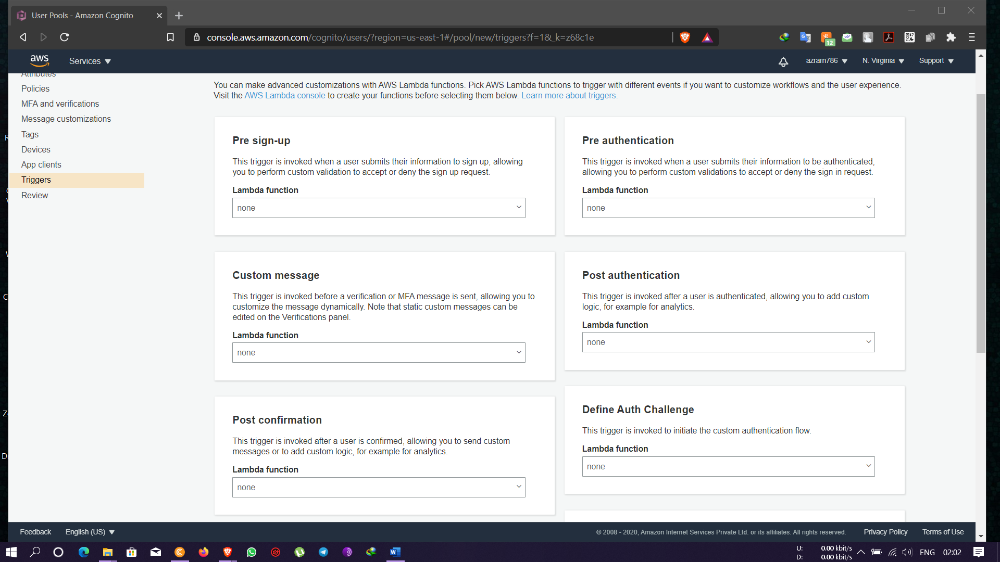 User Pools - Amazon Cognito
console.aws.amazon.com/cognito/users/?region=us-east-1#/pool/new/triggers?f=1&_k=z68c1e
12
aws
Services
azram786
N. Virginia
Support
Attributes
Policies
MFA and verifications
Message customizations
Tags
Devices
App clients
Triggers
Review
You can make advanced customizations with AWS Lambda functions. Pick AWS Lambda functions to trigger with different events if you want to customize workflows and the user experience.
Visit the AWS Lambda console to create your functions before selecting them below. Learn more about triggers.
Pre sign-up
This trigger is invoked when a user submits their information to sign up, allowing
you to perform custom validation to accept or deny the sign up request.
Lambda function
none
Pre authentication
This trigger is invoked when a user submits their information to be authenticated,
allowing you to perform custom validations to accept or deny the sign in request.
Lambda function
none
Custom message
This trigger is invoked before a verification or MFA message is sent, allowing you to
customize the message dynamically. Note that static custom messages can be
edited on the Verifications panel.
Lambda function
none
Post authentication
This trigger is invoked after a user is authenticated, allowing you to add custom
logic, for example for analytics.
Lambda function
none
Post confirmation
This trigger is invoked after a user is confirmed, allowing you to send custom
messages or to add custom logic, for example for analytics.
Lambda function
none
Define Auth Challenge
This trigger is invoked to initiate the custom authentication flow.
Lambda function
none
Feedback
English (US)
© 2008 - 2020, Amazon Internet Services Private Ltd. or its affiliates. All rights reserved.
Privacy Policy
Terms of Use
U: 0.00 kbit/s
D: 0.00 kbit/s
ENG
02:02